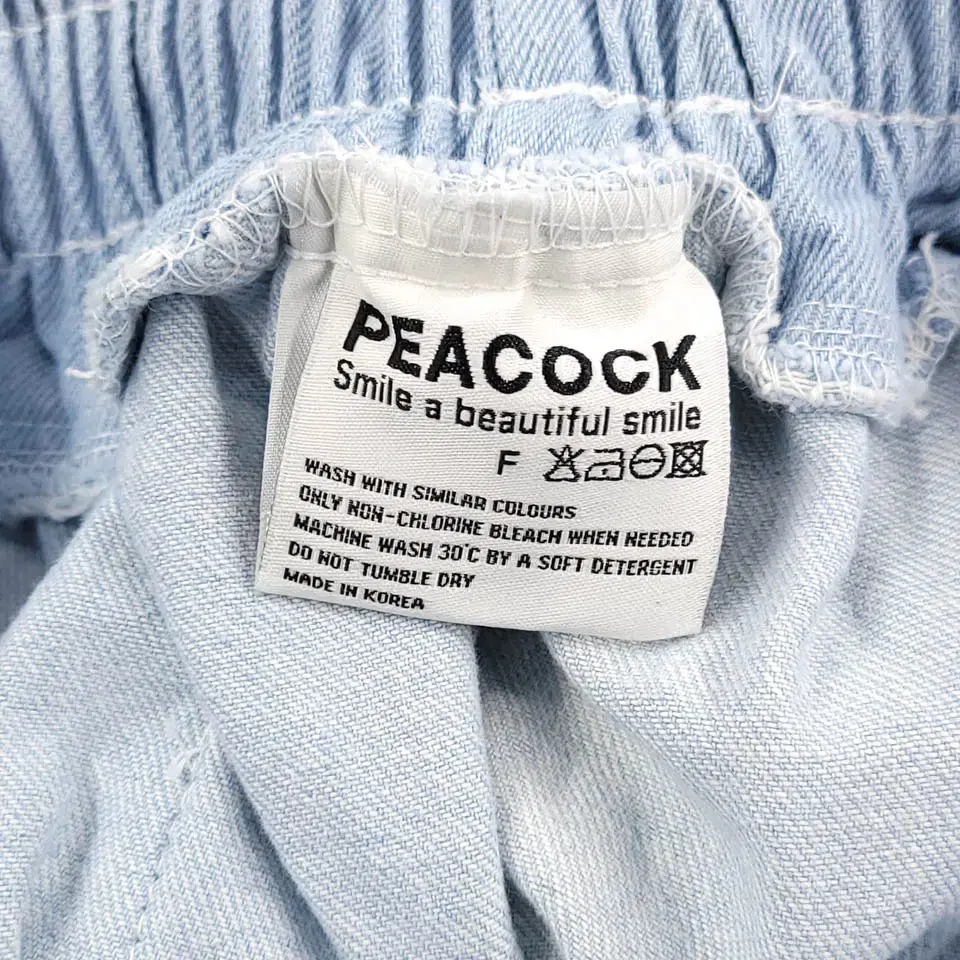 PEACOCK
Smile a beautiful smile
F
WASH WITH SIMILAR COLOURS
ONLY NON-CHLORINE BLEACH WHEN NEEDED
MACHINE WASH 30°C BY A SOFT DETERGENT
DO NOT TUMBLE DRY
MADE IN KOREA